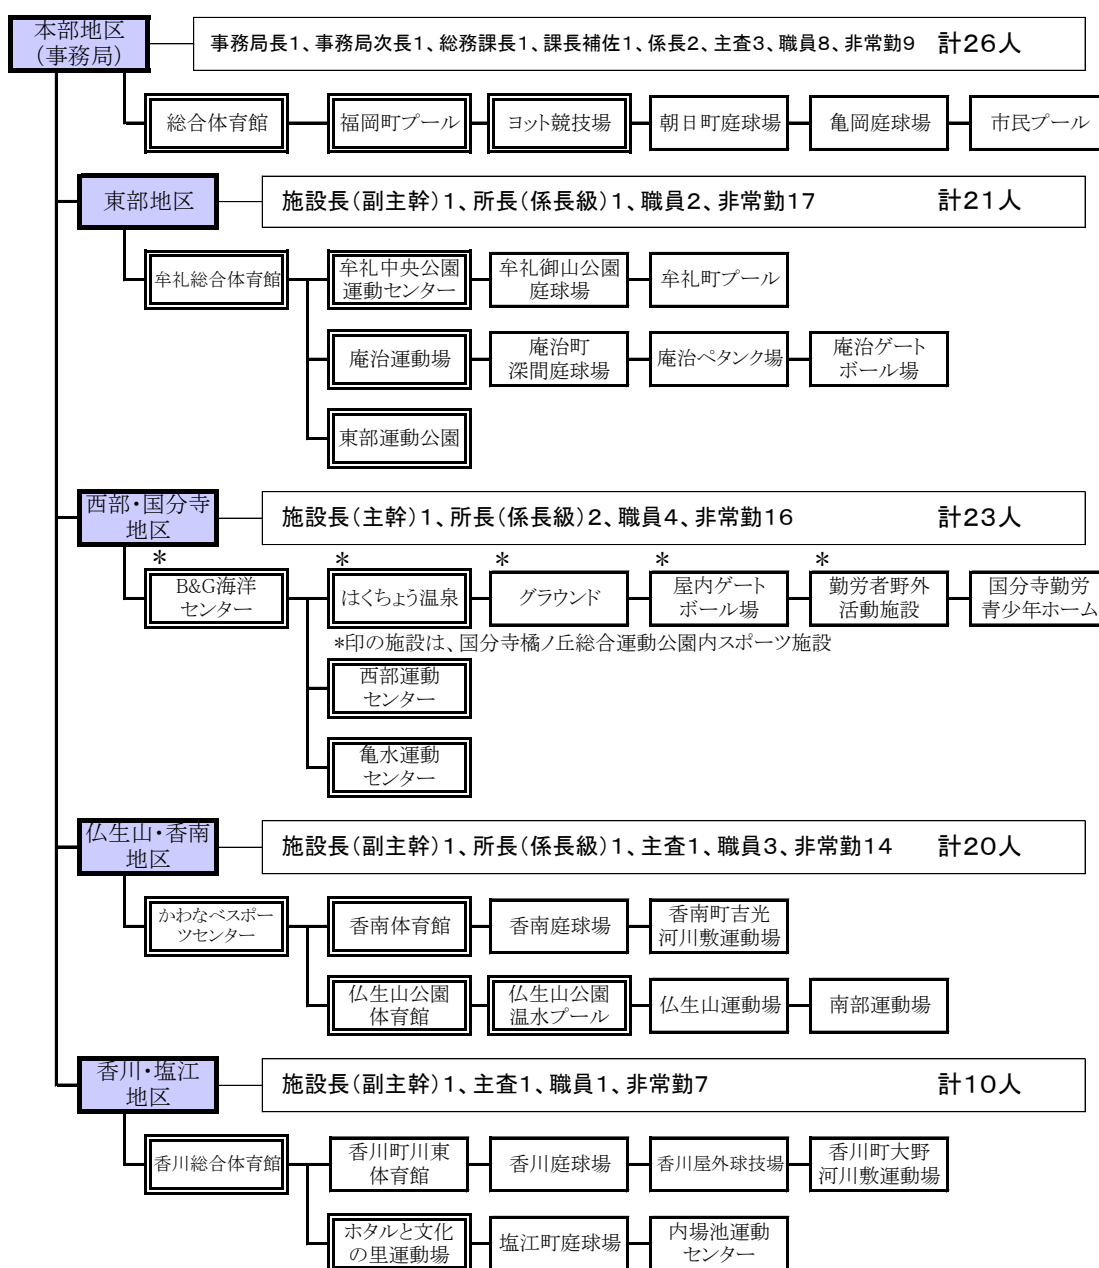 本部地区
(事務局)
事務局長1、事務局次長1、総務課長1、課長補佐1、係長2、主査3、職員8、非常勤9 計26人
総合体育館
福岡町プール
ヨット競技場
朝日町庭球場
亀岡庭球場
市民プール
東部地区
施設長(副主幹)1、所長(係長級)1、職員2、非常勤17 計21人
牟礼総合体育館
牟礼中央公園
運動センター
牟礼御山公園
庭球場
牟礼町プール
庵治運動場
庵治町
深間庭球場
庵治ペタンク場
庵治ゲート
ボール場
東部運動公園
西部・国分寺
地区
施設長(主幹)1、所長(係長級)2、職員4、非常勤16 計23人
*
B&G海洋
センター
*
はくちょう温泉
*
グラウンド
*
屋内ゲート
ボール場
*
勤労者野外
活動施設
国分寺勤労
青少年ホーム
*印の施設は、国分寺橘ノ丘総合運動公園内スポーツ施設
西部運動
センター
亀水運動
センター
仏生山・香南
地区
施設長(副主幹)1、所長(係長級)1、主査1、職員3、非常勤14 計20人
かわなべスポー
ツセンター
香南体育館
香南庭球場
香南町吉光
河川敷運動場
仏生山公園
体育館
仏生山公園
温水プール
仏生山運動場
南部運動場
香川・塩江
地区
施設長(副主幹)1、主査1、職員1、非常勤7 計10人
香川総合体育館
香川町川東
体育館
香川庭球場
香川屋外球技場
香川町大野
河川敷運動場
ホタルと文化
の里運動場
塩江町庭球場
内場池運動
センター